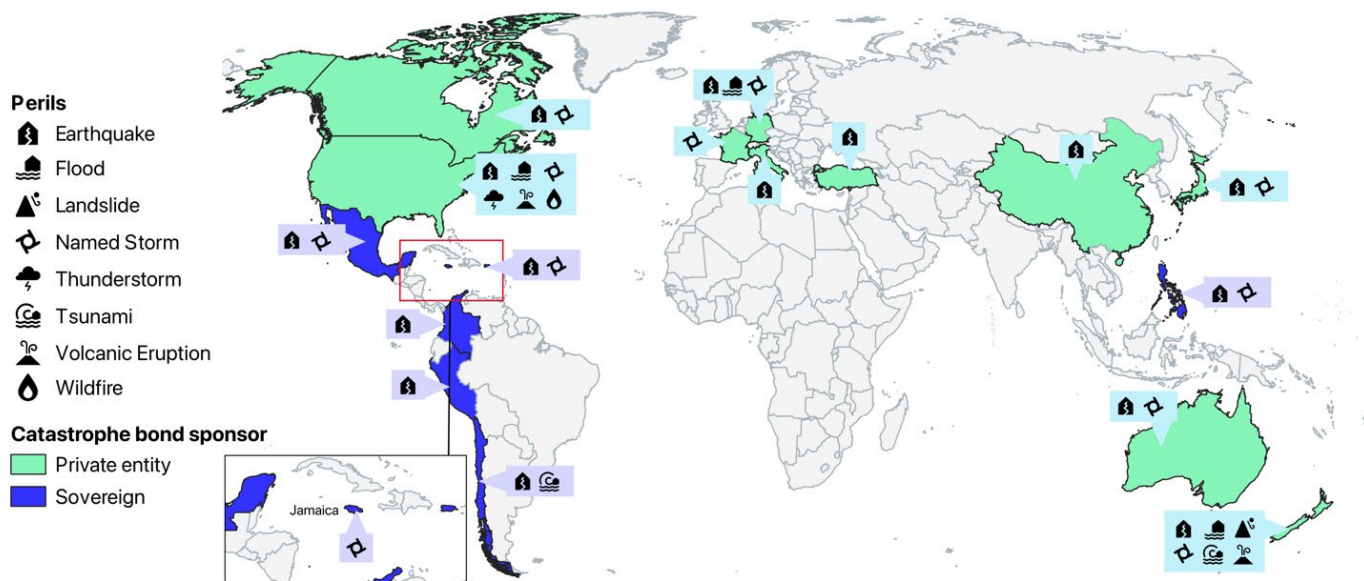 Perils
Earthquake
Flood
Landslide
Named Storm
Thunderstorm
Tsunami
Volcanic Eruption
Wildfire
Catastrophe bond sponsor
Private entity
Sovereign
Jamaica